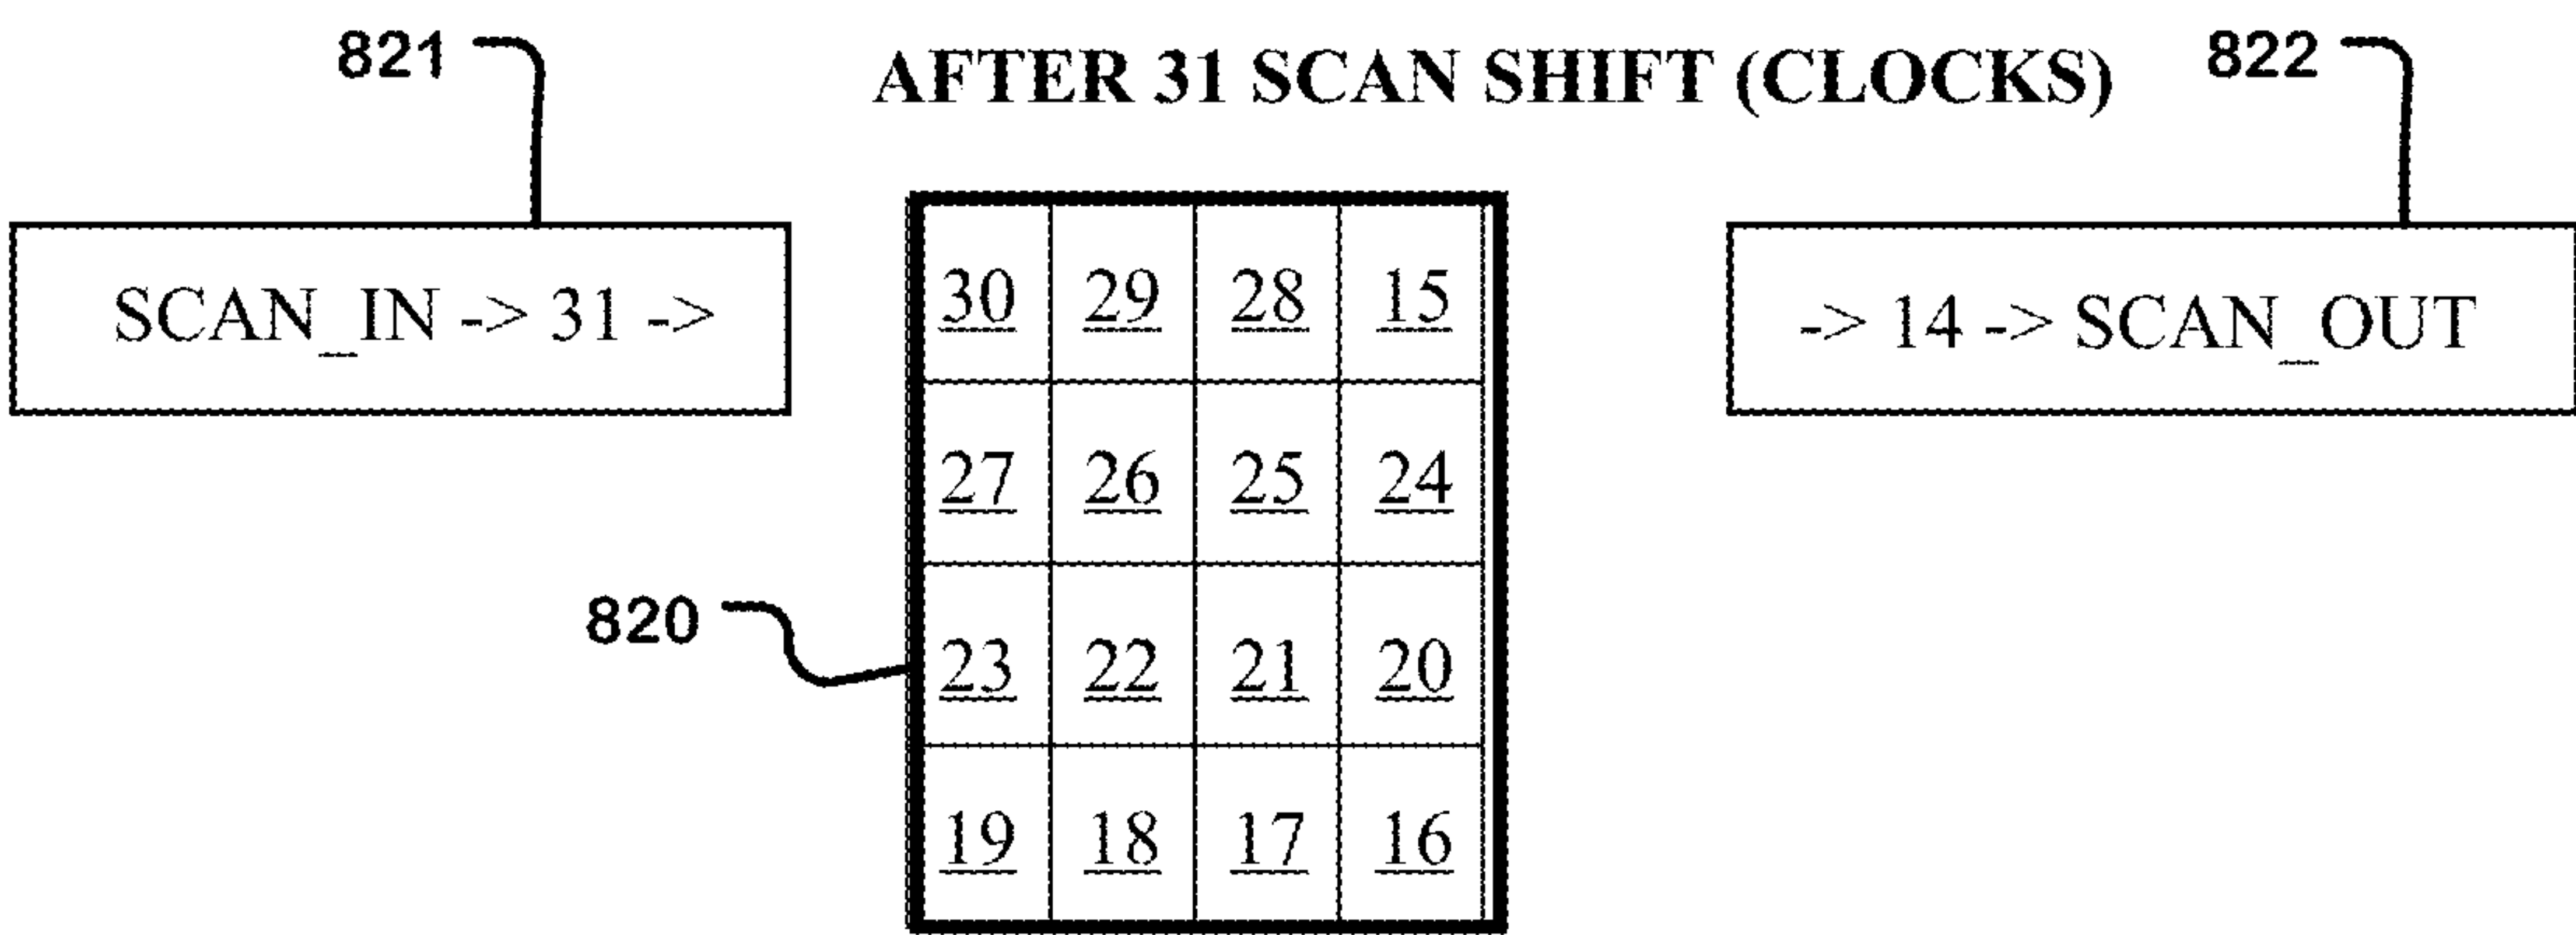 821
AFTER 31 SCAN SHIFT (CLOCKS)
822
SCAN_IN -> 31 ->
30 29 28 15
-> 14 -> SCAN_OUT
27 26 25 24
820
23 22 21 20
19 18 17 16